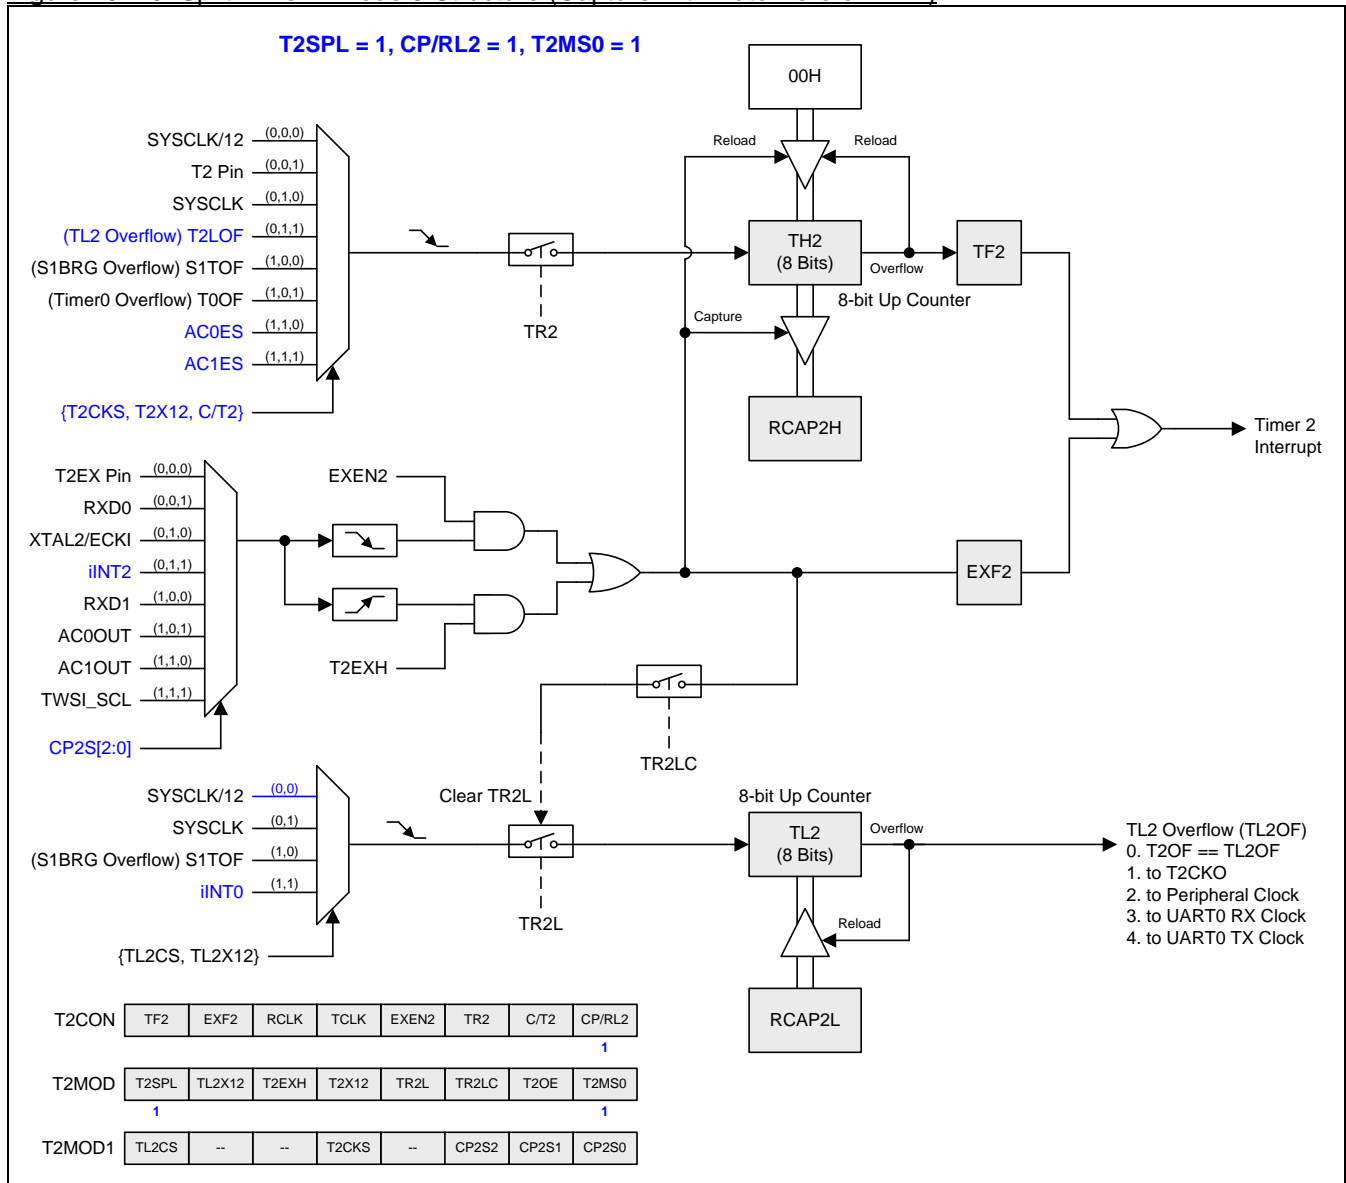 T2SPL = 1, CP/RL2 = 1, T2MS0 = 1
00H
Reload
Reload
SYSCLK/12 (0,0,0)
T2 Pin (0,0,1)
SYSCLK (0,1,0)
(TL2 Overflow) T2LOF (0,1,1)
(S1BRG Overflow) S1TOF (1,0,0)
(Timer0 Overflow) T0OF (1,0,1)
AC0ES (1,1,0)
AC1ES (1,1,1)
{T2CKS, T2X12, C/T2}
TR2
TH2
(8 Bits)
Overflow
TF2
8-bit Up Counter
Capture
RCAP2H
Timer 2
Interrupt
T2EX Pin (0,0,0)
RXD0 (0,0,1)
XTAL2/ECKI (0,1,0)
iINT2 (0,1,1)
RXD1 (1,0,0)
AC0OUT (1,0,1)
AC1OUT (1,1,0)
TWSI_SCL (1,1,1)
CP2S[2:0]
EXEN2
T2EXH
EXF2
TR2LC
SYSCLK/12 (0,0)
SYSCLK (0,1)
(S1BRG Overflow) S1TOF (1,0)
iINT0 (1,1)
{TL2CS, TL2X12}
Clear TR2L
TR2L
8-bit Up Counter
TL2
(8 Bits)
Overflow
Reload
RCAP2L
TL2 Overflow (TL2OF)
0. T2OF == TL2OF
1. to T2CKO
2. to Peripheral Clock
3. to UART0 RX Clock
4. to UART0 TX Clock
T2CON TF2 EXF2 RCLK TCLK EXEN2 TR2 C/T2 CP/RL2
1
T2MOD T2SPL TL2X12 T2EXH T2X12 TR2L TR2LC T2OE T2MS0
1 1
T2MOD1 TL2CS -- -- T2CKS -- CP2S2 CP2S1 CP2S0